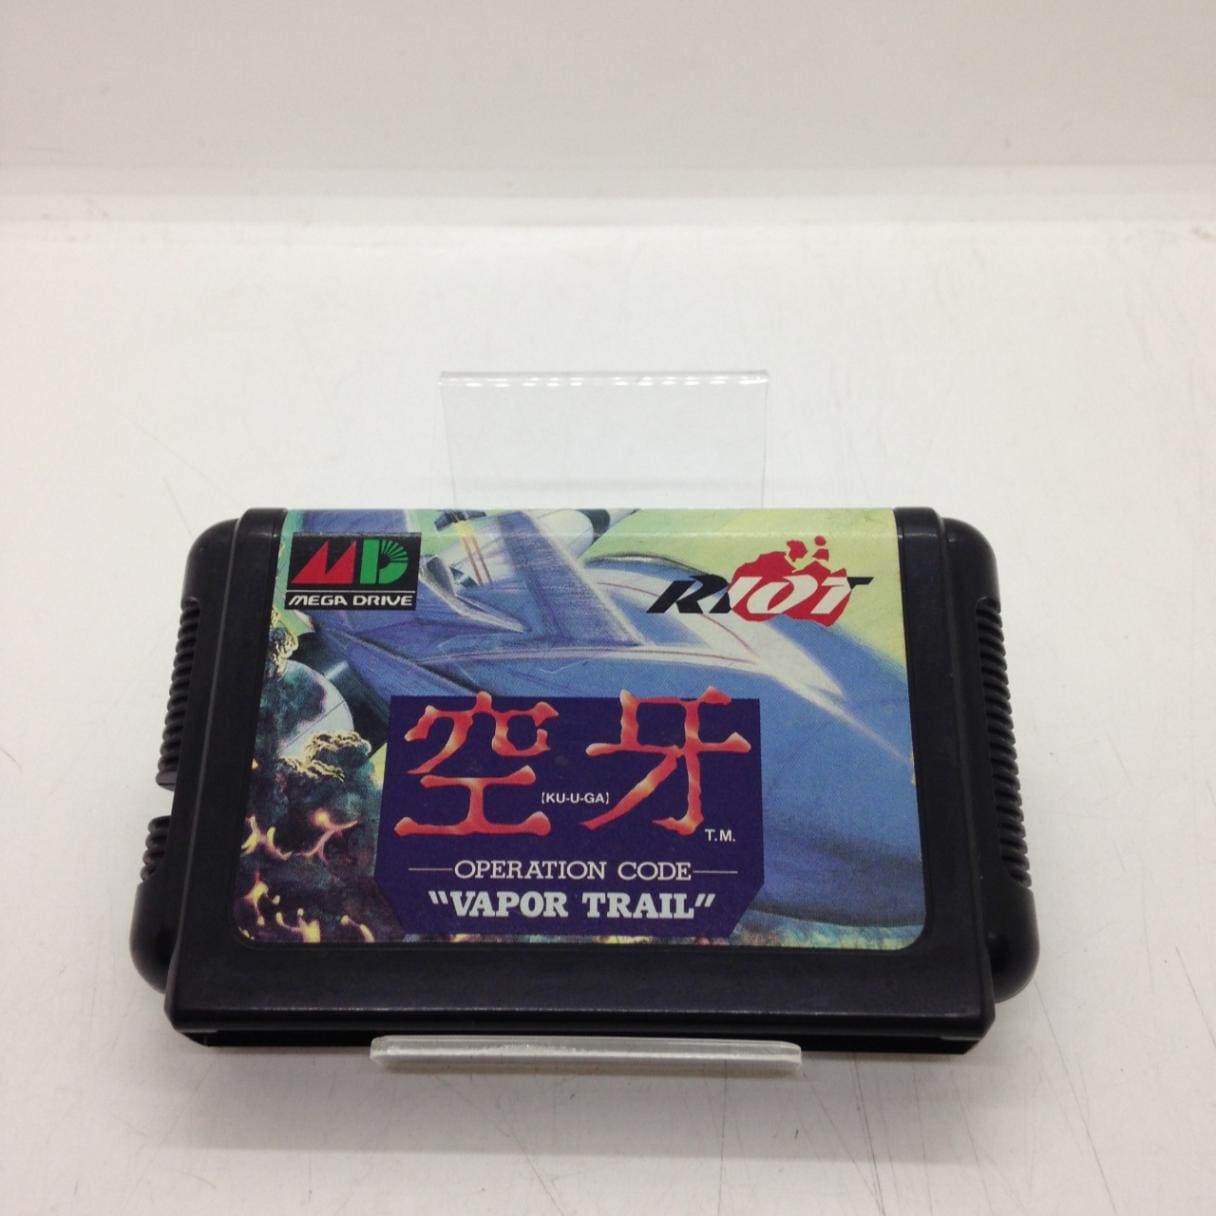 MD
MEGA DRIVE
RIOT
空牙
[KU-U-GA]
T.M.
OPERATION CODE
"VAPOR TRAIL"